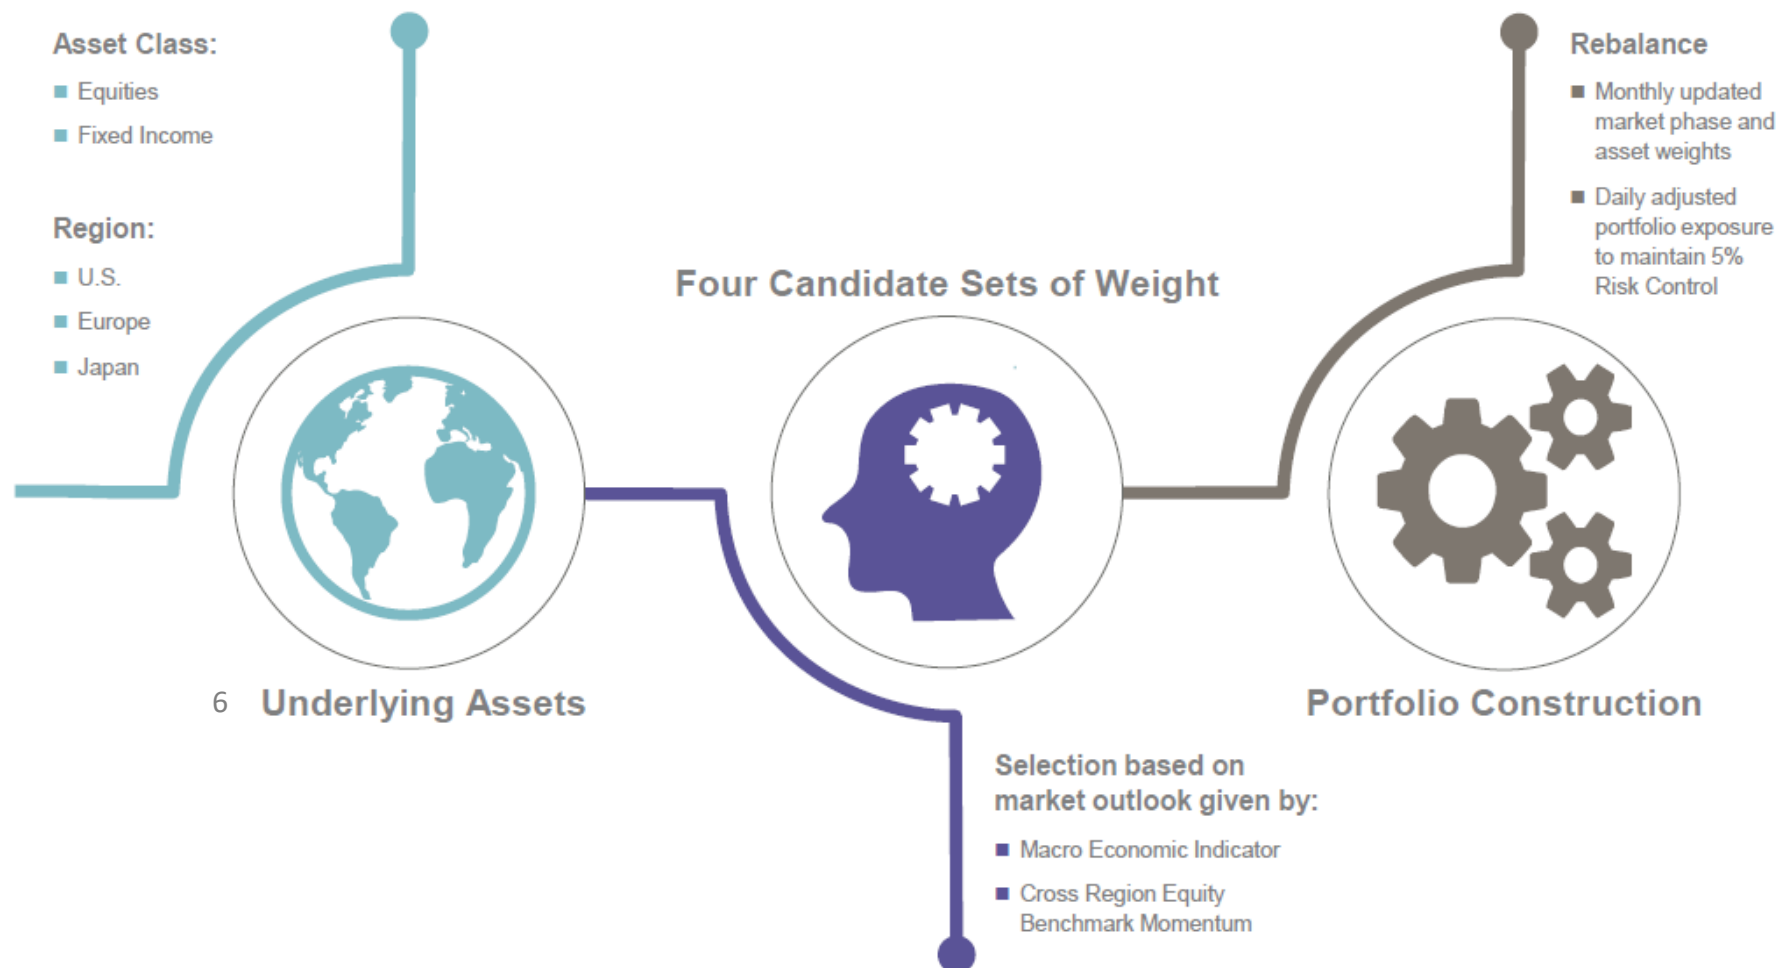 Asset Class:
Equities
Fixed Income
Region:
U.S.
Europe
Japan
6 Underlying Assets
Four Candidate Sets of Weight
Selection based on
market outlook given by:
Macro Economic Indicator
Cross Region Equity
Benchmark Momentum
Rebalance
Monthly updated
market phase and
asset weights
Daily adjusted
portfolio exposure
to maintain 5%
Risk Control
Portfolio Construction